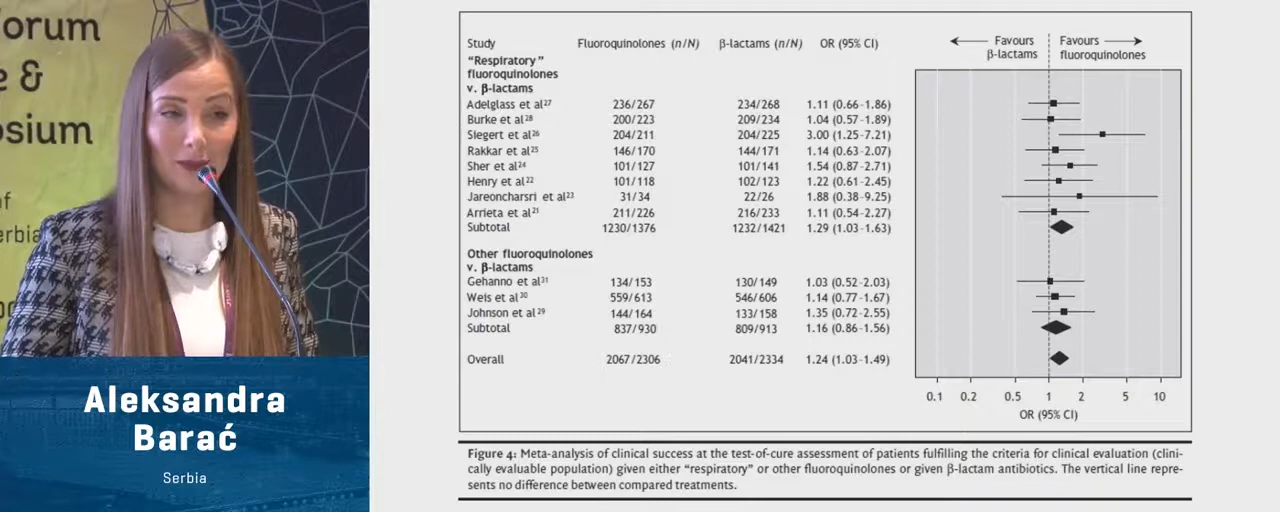 orum
e &
osium
of
erbia
Aleksandra
Barać
Serbia
Study Fluoroquinolones (n/N) β-lactams (n/N) OR (95% CI)
Favours β-lactams
Favours fluoroquinolones
“Respiratory”
fluoroquinolones
v. β-lactams
Adelglass et al27 236/267 234/268 1.11 (0.66–1.86)
Burke et al28 200/223 209/234 1.04 (0.57–1.89)
Siegert et al26 204/211 204/225 3.00 (1.25–7.21)
Rakkar et al25 146/170 144/171 1.14 (0.63–2.07)
Sher et al24 101/127 101/141 1.54 (0.87–2.71)
Henry et al22 101/118 102/123 1.22 (0.61–2.45)
Jareoncharsri et al23 31/34 22/26 1.88 (0.38–9.25)
Arrieta et al21 211/226 216/233 1.11 (0.54–2.27)
Subtotal 1230/1376 1232/1421 1.29 (1.03–1.63)
Other fluoroquinolones
v. β-lactams
Gehanno et al31 134/153 130/149 1.03 (0.52–2.03)
Weis et al30 559/613 546/606 1.14 (0.77–1.67)
Johnson et al29 144/164 133/158 1.35 (0.72–2.55)
Subtotal 837/930 809/913 1.16 (0.86–1.56)
Overall 2067/2306 2041/2334 1.24 (1.03–1.49)
0.1 0.2 0.5 1 2 5 10
OR (95% CI)
Figure 4: Meta-analysis of clinical success at the test-of-cure assessment of patients fulfilling the criteria for clinical evaluation (clini-
cally evaluable population) given either “respiratory” or other fluoroquinolones or given β-lactam antibiotics. The vertical line repre-
sents no difference between compared treatments.